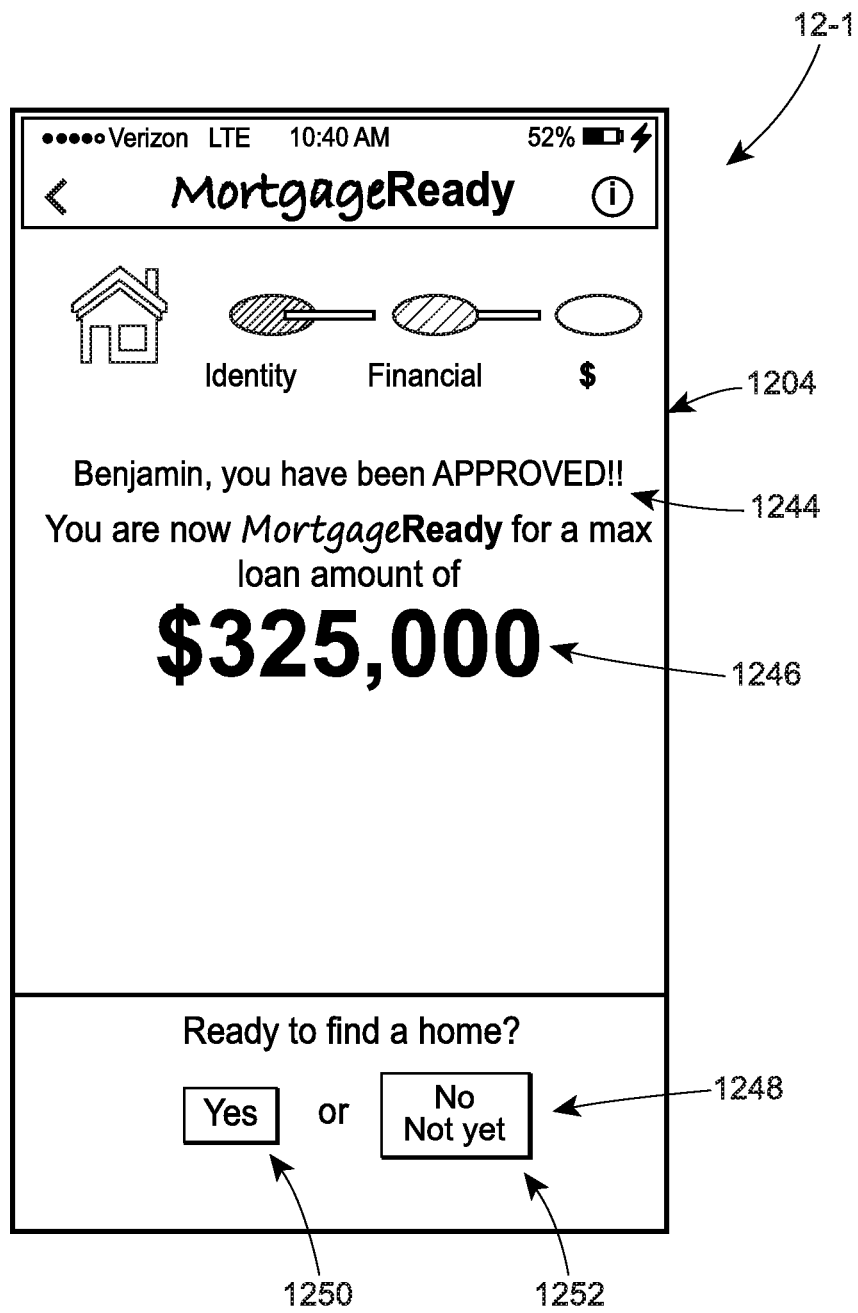 12-1
Verizon LTE 10:40 AM 52%
MortgageReady i
Identity Financial $
1204
Benjamin, you have been APPROVED!!
1244
You are now MortgageReady for a max
loan amount of
$325,000
1246
Ready to find a home?
1248
Yes or No
Not yet
1250 1252